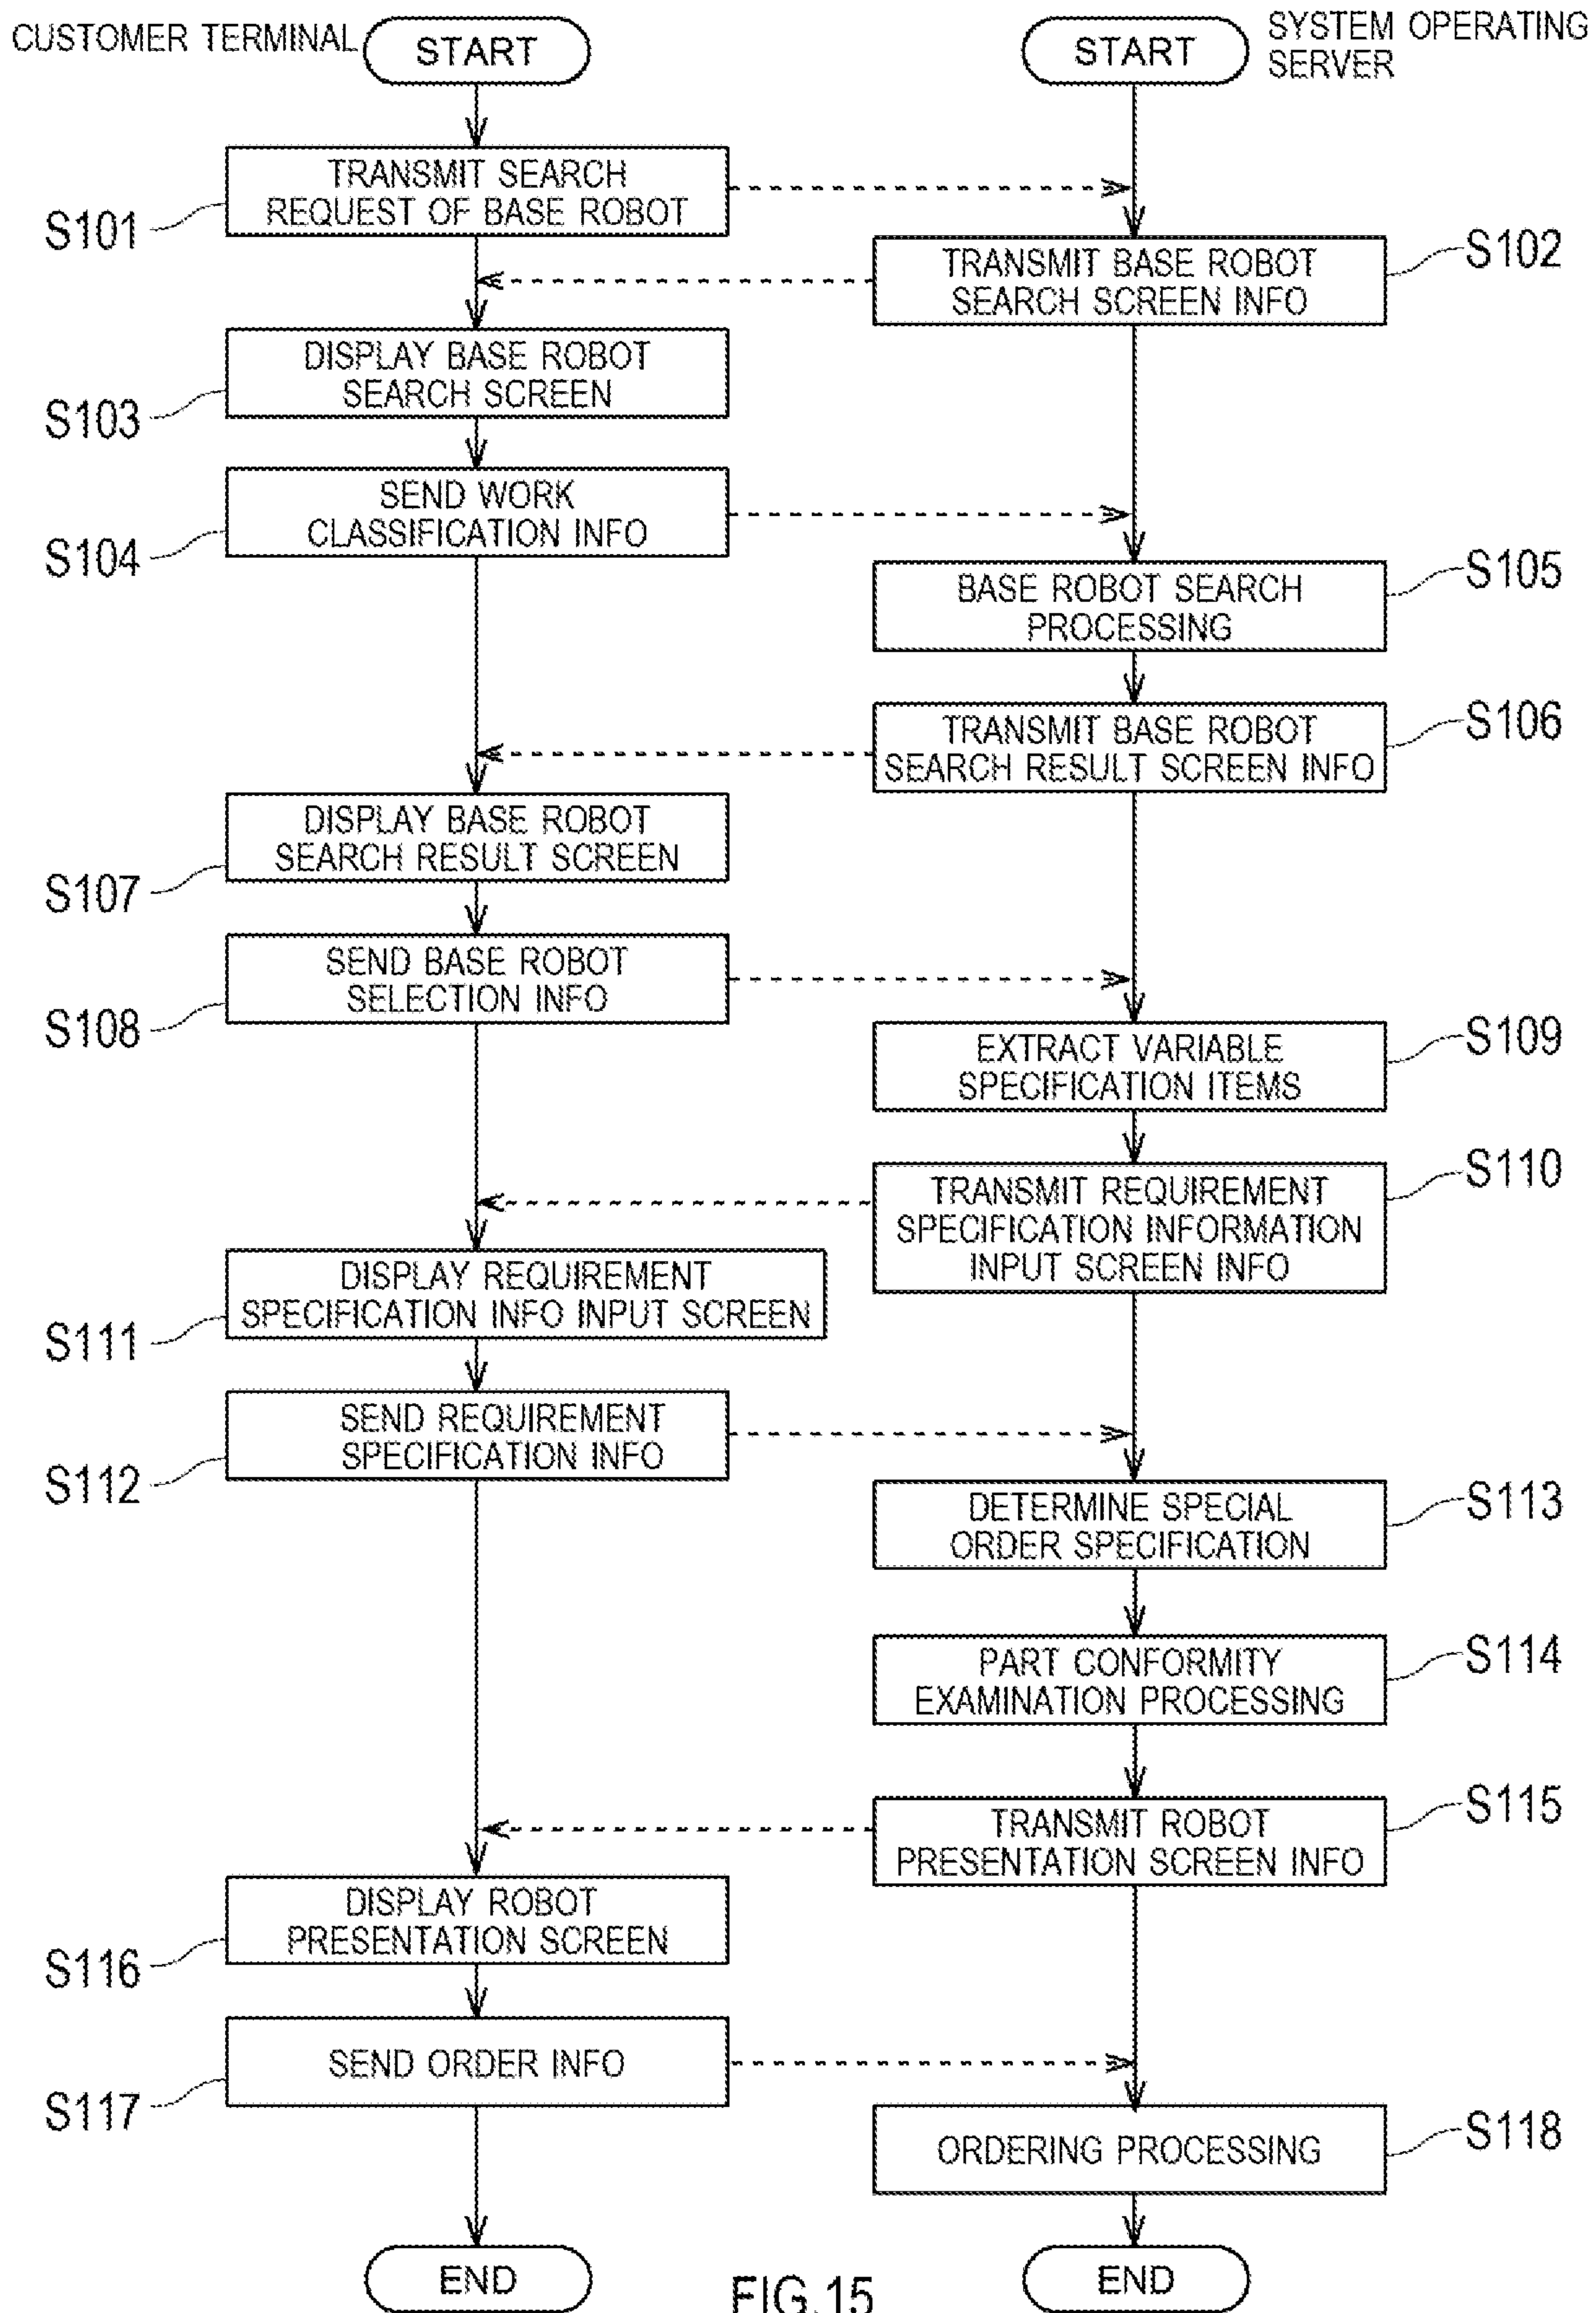 CUSTOMER TERMINAL
START
START
SYSTEM OPERATING
SERVER
TRANSMIT SEARCH
REQUEST OF BASE ROBOT
S101
TRANSMIT BASE ROBOT
SEARCH SCREEN INFO
S102
DISPLAY BASE ROBOT
SEARCH SCREEN
S103
SEND WORK
CLASSIFICATION INFO
S104
BASE ROBOT SEARCH
PROCESSING
S105
TRANSMIT BASE ROBOT
SEARCH RESULT SCREEN INFO
S106
DISPLAY BASE ROBOT
SEARCH RESULT SCREEN
S107
SEND BASE ROBOT
SELECTION INFO
S108
EXTRACT VARIABLE
SPECIFICATION ITEMS
S109
TRANSMIT REQUIREMENT
SPECIFICATION INFORMATION
INPUT SCREEN INFO
S110
DISPLAY REQUIREMENT
SPECIFICATION INFO INPUT SCREEN
S111
SEND REQUIREMENT
SPECIFICATION INFO
S112
DETERMINE SPECIAL
ORDER SPECIFICATION
S113
PART CONFORMITY
EXAMINATION PROCESSING
S114
TRANSMIT ROBOT
PRESENTATION SCREEN INFO
S115
DISPLAY ROBOT
PRESENTATION SCREEN
S116
SEND ORDER INFO
S117
ORDERING PROCESSING
S118
END
END
FIG.15